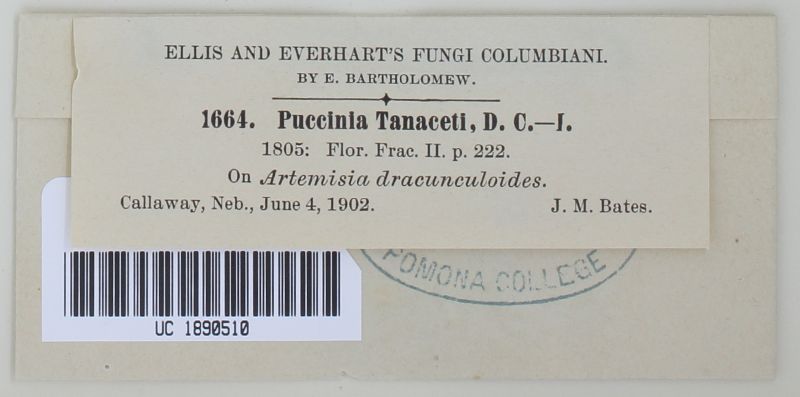 ELLIS AND EVERHART'S FUNGI COLUMBIANI.
BY E. BARTHOLOMEW.
1664. Puccinia Tanaceti, D. C.—I.
1805: Flor. Frac. II. p. 222.
On Artemisia dracunculoides.
Callaway, Neb., June 4, 1902. J. M. Bates.
POMONA COLLEGE
UC 1890510